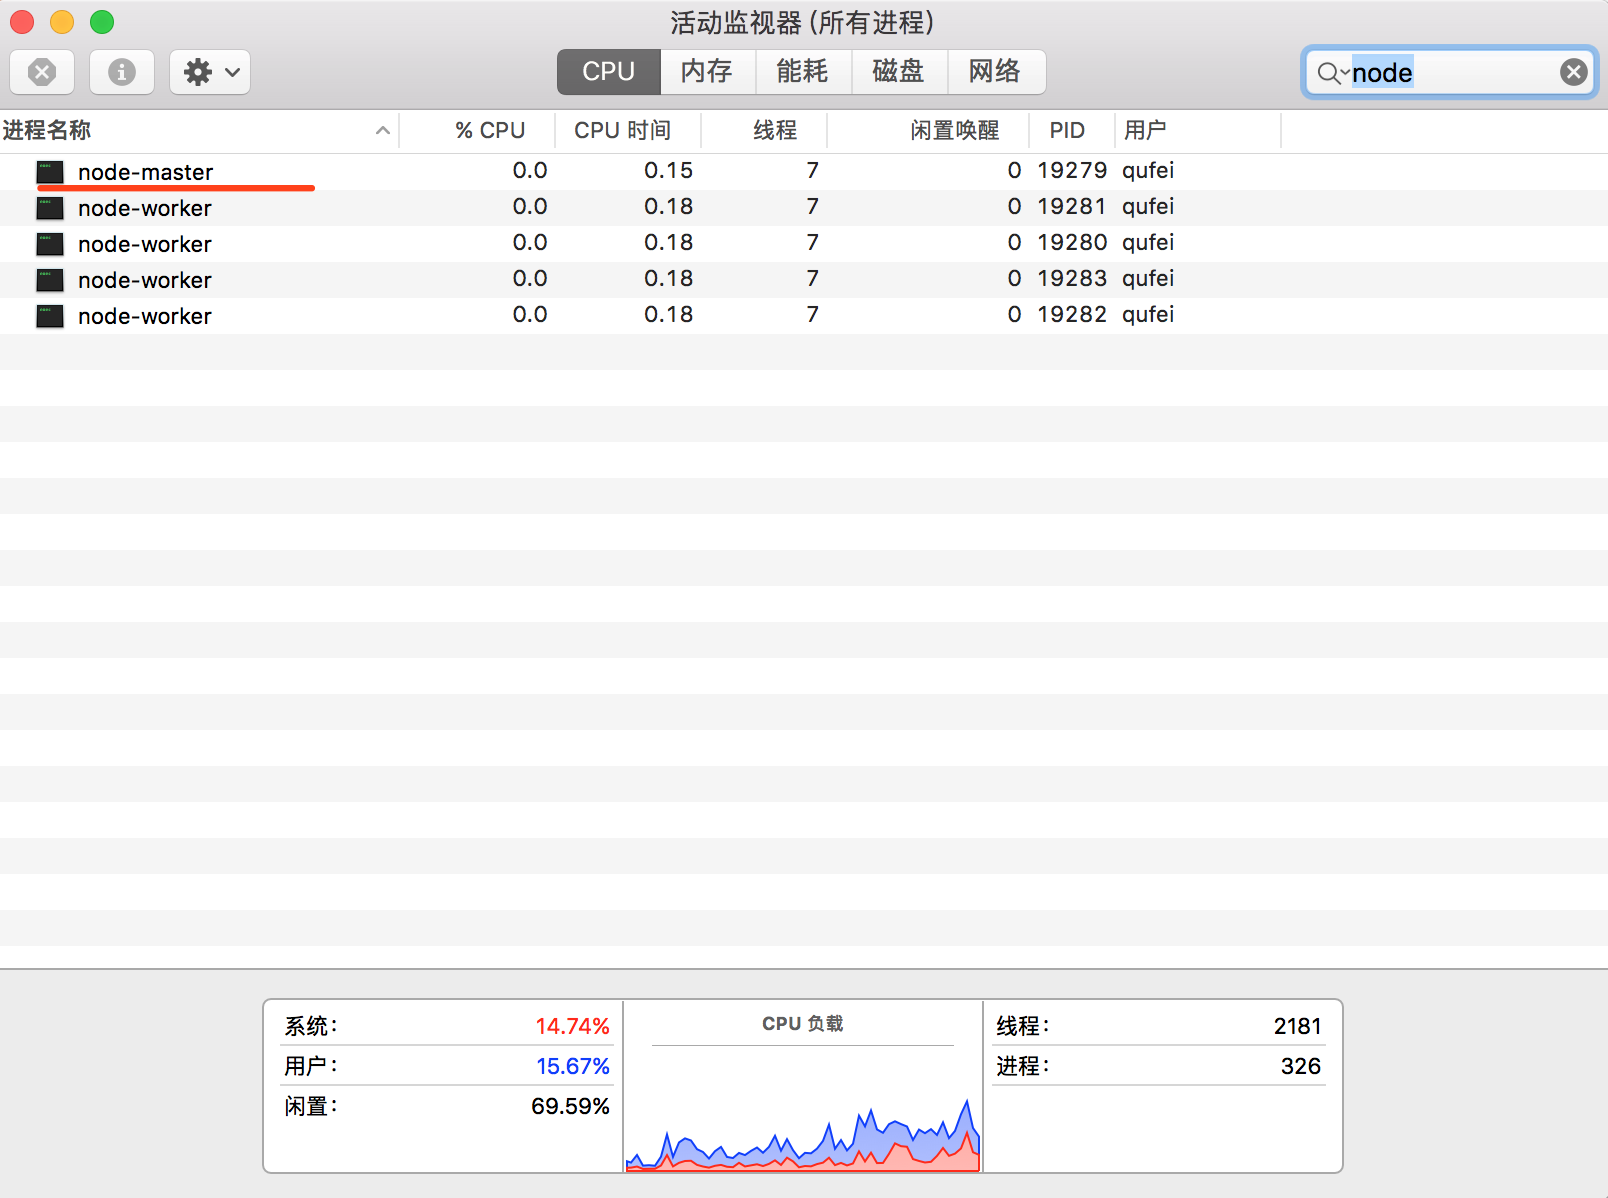 活动监视器 (所有进程)
CPU 内存 能耗 磁盘 网络 node
进程名称 % CPU CPU 时间 线程 闲置唤醒 PID 用户
node-master 0.0 0.15 7 0 19279 qufei
node-worker 0.0 0.18 7 0 19281 qufei
node-worker 0.0 0.18 7 0 19280 qufei
node-worker 0.0 0.18 7 0 19283 qufei
node-worker 0.0 0.18 7 0 19282 qufei
系统: 14.74% CPU 负载 线程: 2181
用户: 15.67% 进程: 326
闲置: 69.59%